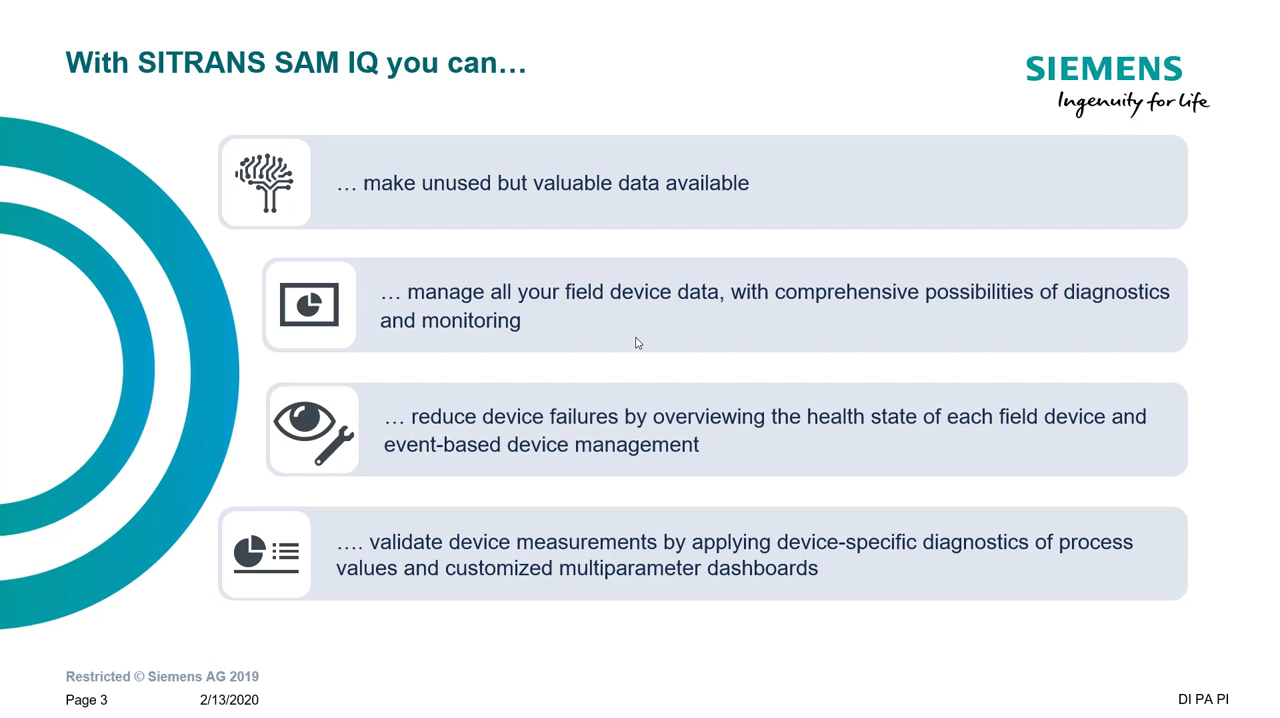 With SITRANS SAM IQ you can…
SIEMENS
Ingenuity for life
… make unused but valuable data available
… manage all your field device data, with comprehensive possibilities of diagnostics
and monitoring
… reduce device failures by overviewing the health state of each field device and
event-based device management
…. validate device measurements by applying device-specific diagnostics of process
values and customized multiparameter dashboards
Restricted © Siemens AG 2019
Page 3 2/13/2020
DI PA PI